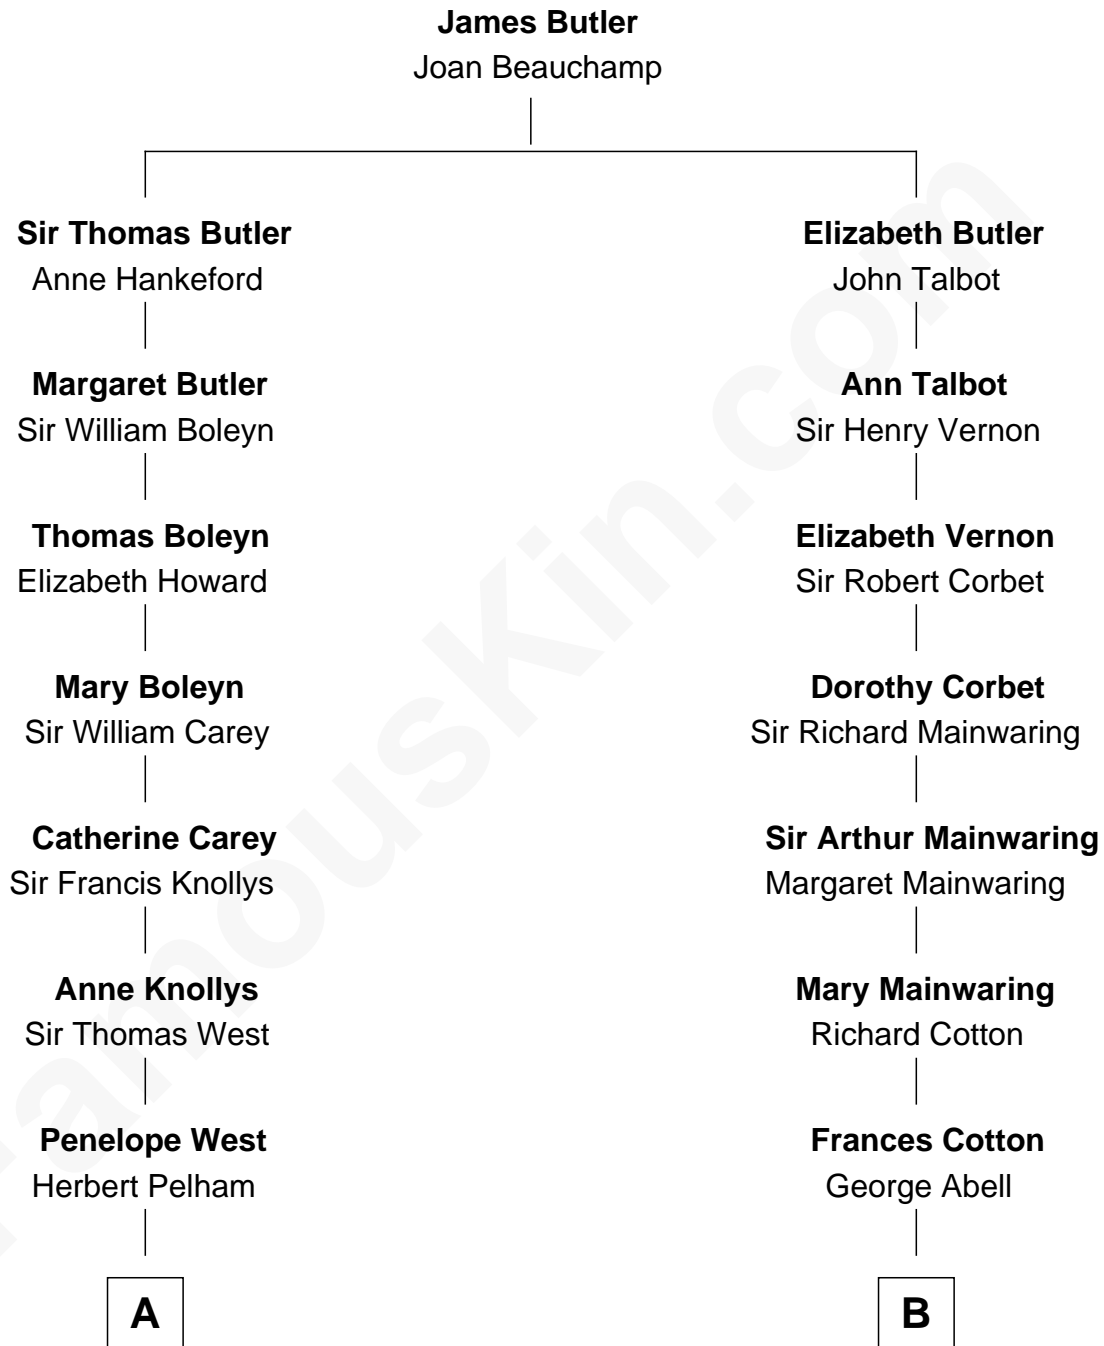 James Butler
Joan Beauchamp
Sir Thomas Butler
Anne Hankeford
Elizabeth Butler
John Talbot
Margaret Butler
Sir William Boleyn
Ann Talbot
Sir Henry Vernon
Thomas Boleyn
Elizabeth Howard
Elizabeth Vernon
Sir Robert Corbet
Mary Boleyn
Sir William Carey
Dorothy Corbet
Sir Richard Mainwaring
Catherine Carey
Sir Francis Knollys
Sir Arthur Mainwaring
Margaret Mainwaring
Anne Knollys
Sir Thomas West
Mary Mainwaring
Richard Cotton
Penelope West
Herbert Pelham
Frances Cotton
George Abell
A
B
FamousKin.com